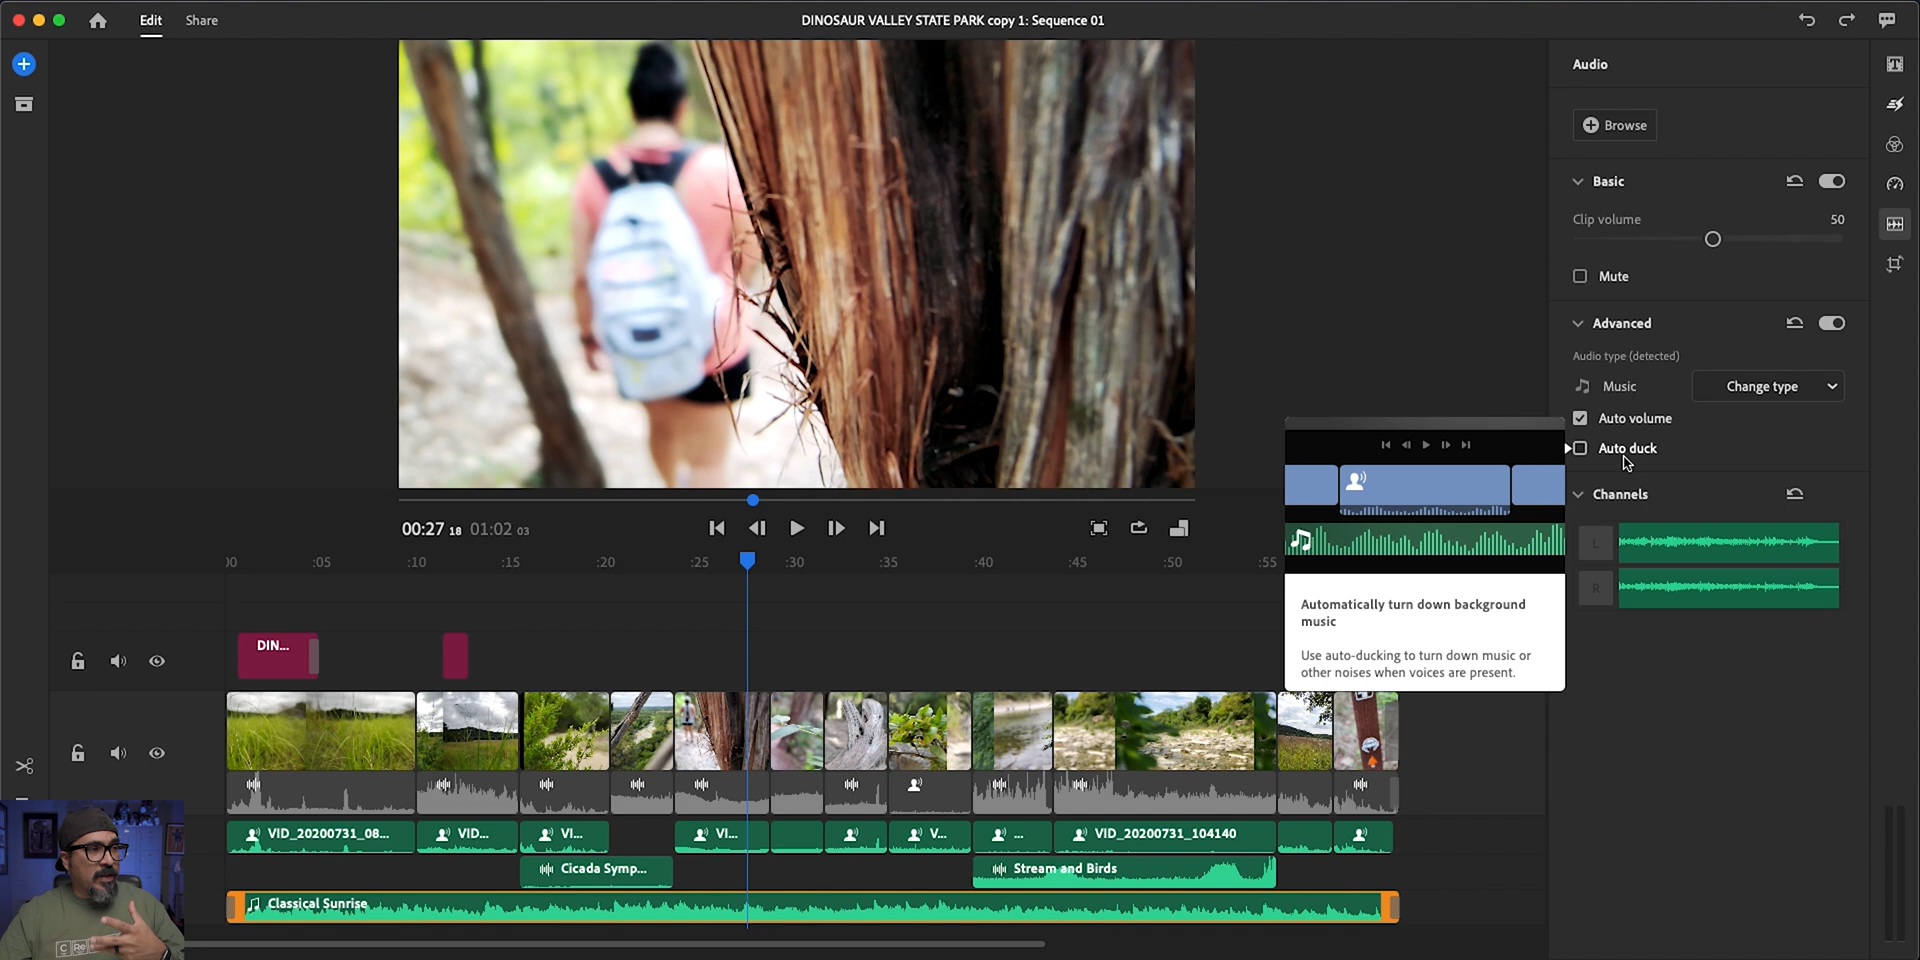 Edit
Share
DINOSAUR VALLEY STATE PARK copy 1: Sequence 01
Audio
Browse
Basic
Clip volume
50
Mute
Advanced
Audio type (detected)
Music
Change type
Auto volume
Auto duck
Channels
L
R
Automatically turn down background
music
Use auto-ducking to turn down music or
other noises when voices are present.
00:27 18
01:02 03
:00 :05 :10 :15 :20 :25 :30 :35 :40 :45 :50 :55
DIN...
VID_20200731_08...
VID...
VI...
VI...
V...
...
VID_20200731_104140
Cicada Symp...
Stream and Birds
Classical Sunrise